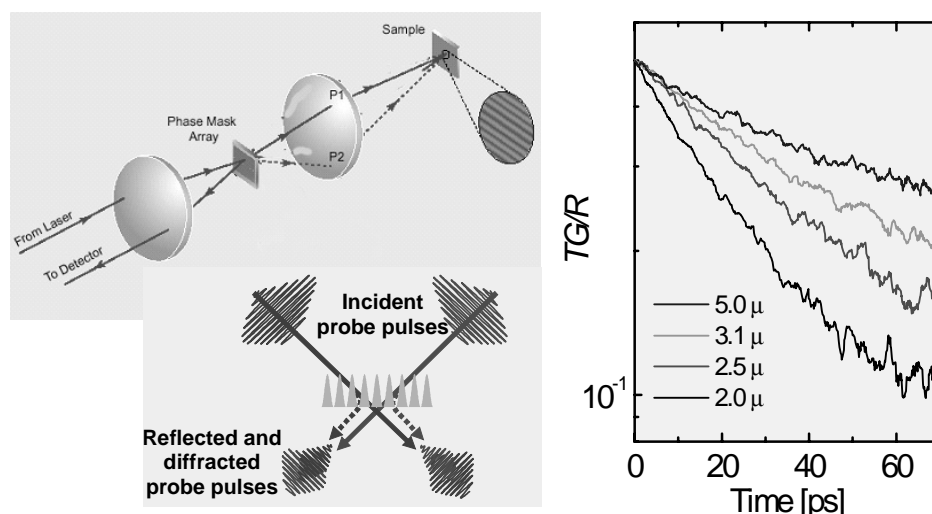 Sample
P1
Phase Mask
Array
P2
From Laser
To Detector
Incident
probe pulses
Reflected and
diffracted
probe pulses
TG/R
5.0 μ
3.1 μ
2.5 μ
2.0 μ
10⁻¹
0 20 40 60
Time [ps]